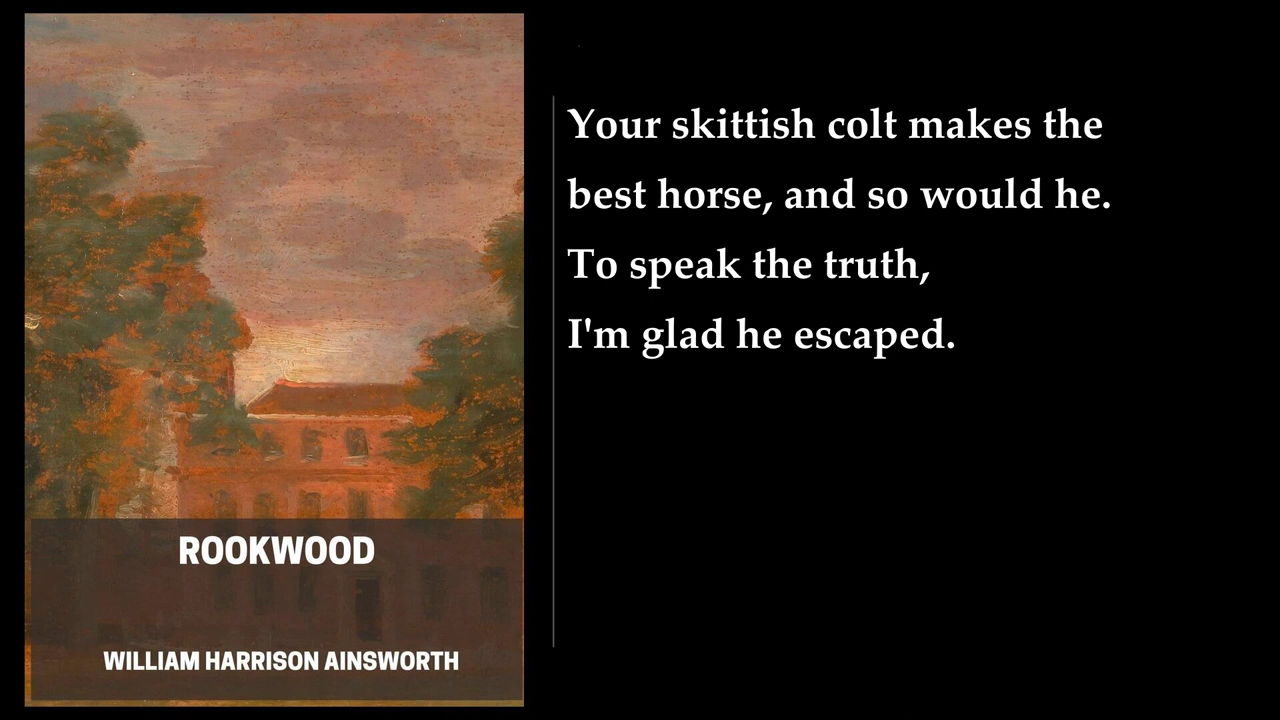 ROOKWOOD
WILLIAM HARRISON AINSWORTH
Your skittish colt makes the
best horse, and so would he.
To speak the truth,
I'm glad he escaped.